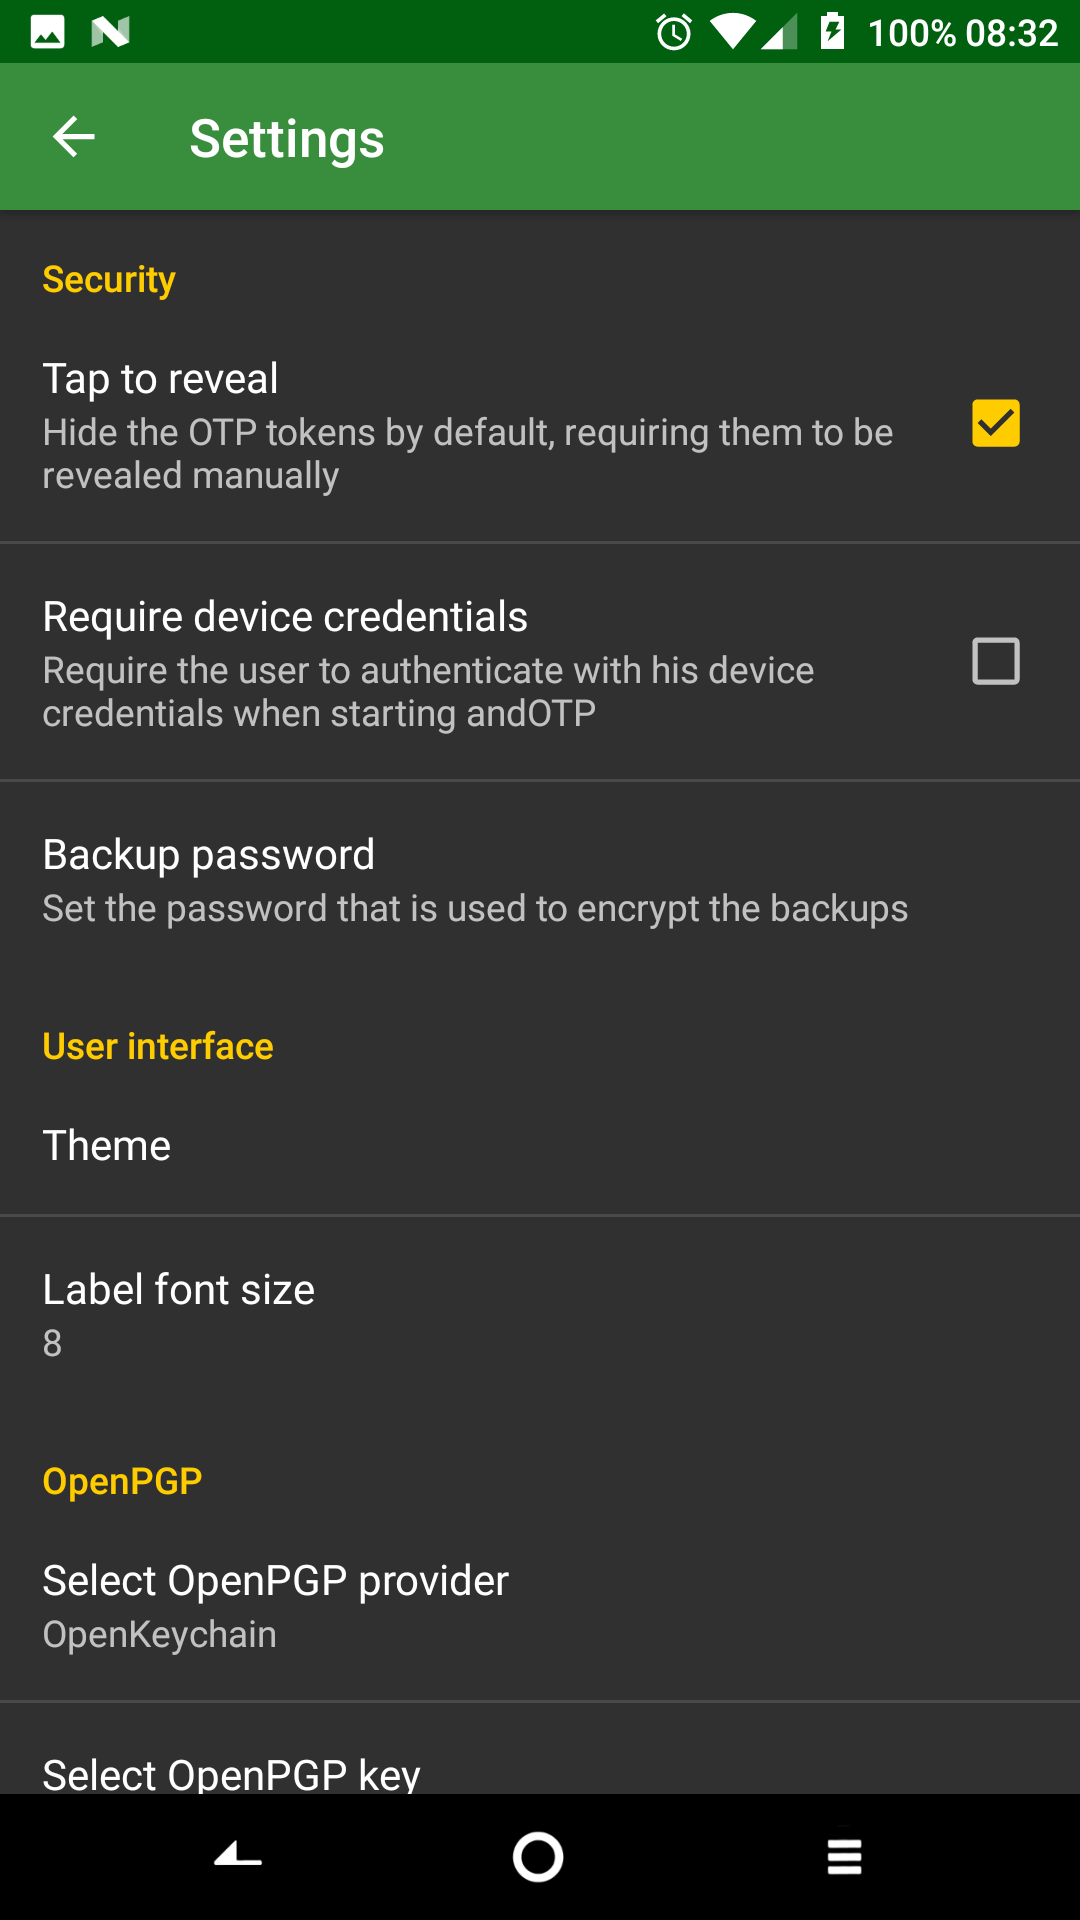 100% 08:32
Settings
Security
Tap to reveal
Hide the OTP tokens by default, requiring them to be
revealed manually
Require device credentials
Require the user to authenticate with his device
credentials when starting andOTP
Backup password
Set the password that is used to encrypt the backups
User interface
Theme
Label font size
8
OpenPGP
Select OpenPGP provider
OpenKeychain
Select OpenPGP key